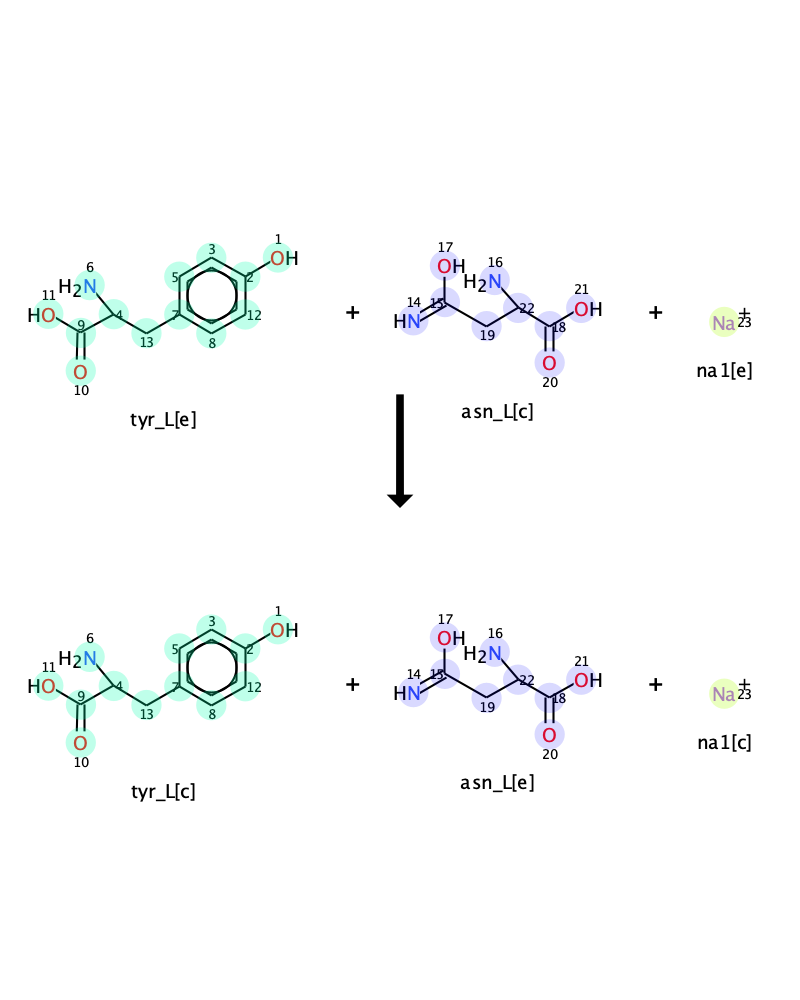 1
OH
3
2
5
6
H2N
11
HO
4
9
7
12
13
8
O
10
tyr_L[e]
+
17
OH
16
H2N
14
HN
15
22
21
OH
18
19
O
20
asn_L[c]
+
Na+
23
na1[e]
1
OH
3
2
5
6
H2N
11
HO
4
9
7
12
13
8
O
10
tyr_L[c]
+
17
OH
16
H2N
14
HN
15
22
21
OH
18
19
O
20
asn_L[e]
+
Na+
23
na1[c]